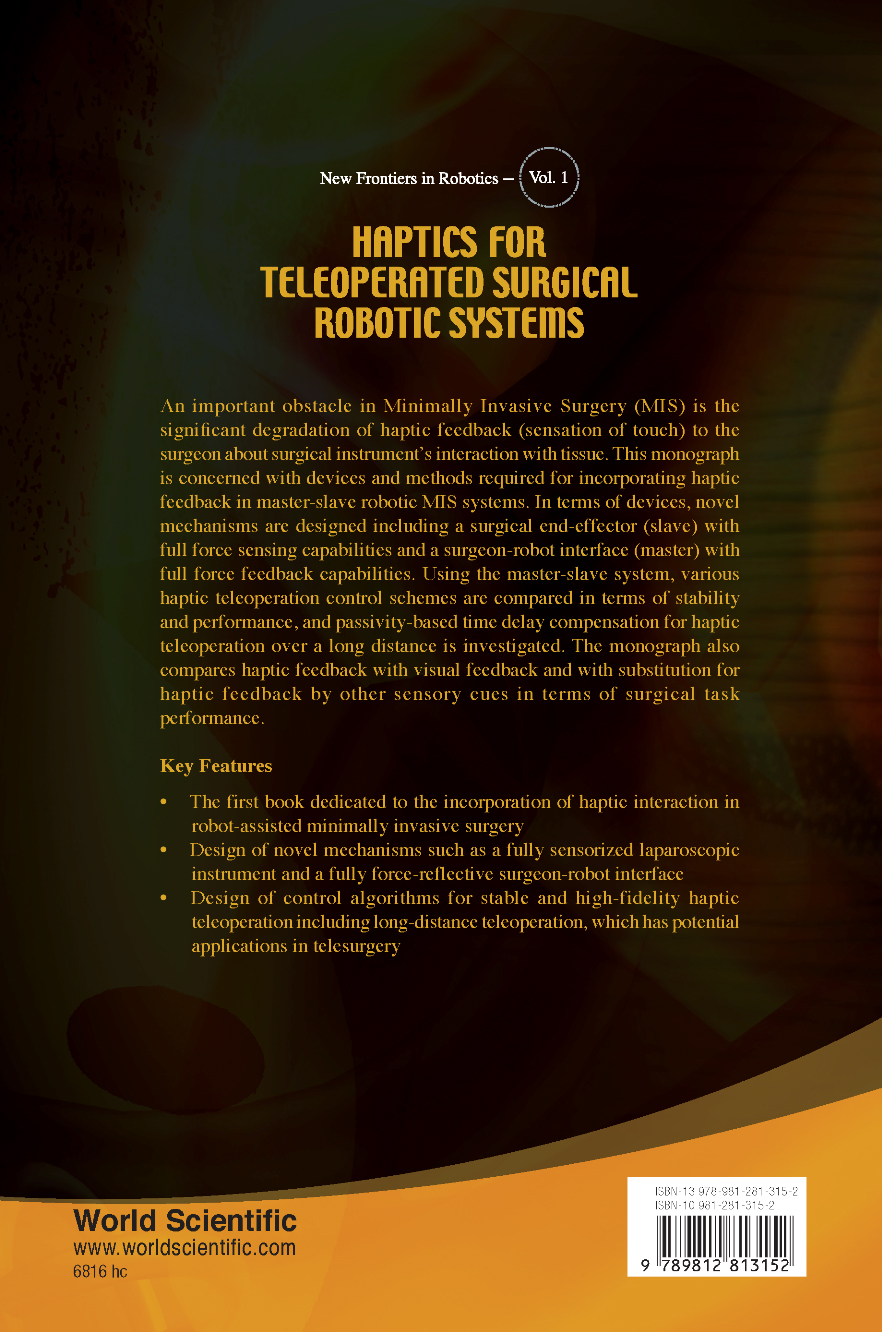 New Frontiers in Robotics – Vol. 1
HAPTICS FOR
TELEOPERATED SURGICAL
ROBOTIC SYSTEMS
An important obstacle in Minimally Invasive Surgery (MIS) is the
significant degradation of haptic feedback (sensation of touch) to the
surgeon about surgical instrument's interaction with tissue. This monograph
is concerned with devices and methods required for incorporating haptic
feedback in master-slave robotic MIS systems. In terms of devices, novel
mechanisms are designed including a surgical end-effector (slave) with
full force sensing capabilities and a surgeon-robot interface (master) with
full force feedback capabilities. Using the master-slave system, various
haptic teleoperation control schemes are compared in terms of stability
and performance, and passivity-based time delay compensation for haptic
teleoperation over a long distance is investigated. The monograph also
compares haptic feedback with visual feedback and with substitution for
haptic feedback by other sensory cues in terms of surgical task
performance.
Key Features
• The first book dedicated to the incorporation of haptic interaction in
robot-assisted minimally invasive surgery
• Design of novel mechanisms such as a fully sensorized laparoscopic
instrument and a fully force-reflective surgeon-robot interface
• Design of control algorithms for stable and high-fidelity haptic
teleoperation including long-distance teleoperation, which has potential
applications in telesurgery
World Scientific
www.worldscientific.com
6816 hc
ISBN-13 978-981-281-315-2
ISBN-10 981-281-315-2
9 789812 813152